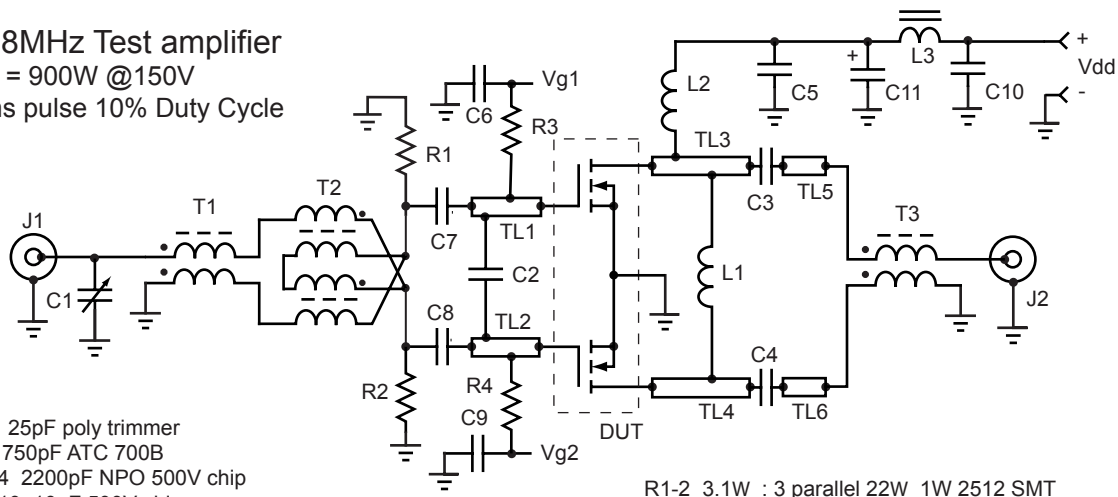 8MHz Test amplifier
= 900W @150V
pulse 10% Duty Cycle
+
L3
Vdd
-
C5
+
C11
C10
L2
Vg1
C6
R3
R1
TL3
C3
TL5
T2
T1
J1
C1
C7
TL1
C2
L1
T3
J2
C8
TL2
R2
R4
C9
Vg2
DUT
C4
TL4
TL6
25pF poly trimmer
750pF ATC 700B
4 2200pF NPO 500V chip
R1-2 3.1W : 3 parallel 22W 1W 2512 SMT